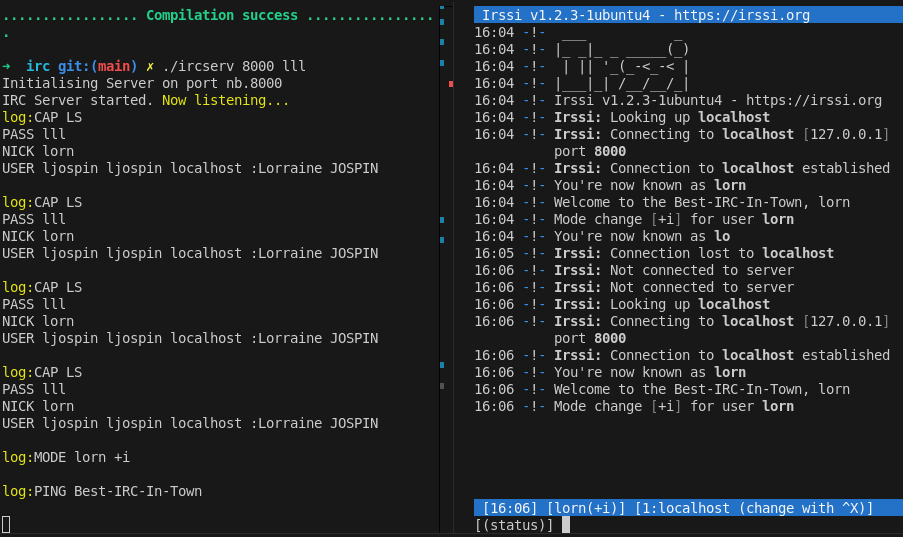 ................. Compilation success ................
.
➜  irc git:(main) ✗ ./ircserv 8000 lll
Initialising Server on port nb.8000
IRC Server started. Now listening...
log:CAP LS
PASS lll
NICK lorn
USER ljospin ljospin localhost :Lorraine JOSPIN
log:CAP LS
PASS lll
NICK lorn
USER ljospin ljospin localhost :Lorraine JOSPIN
log:CAP LS
PASS lll
NICK lorn
USER ljospin ljospin localhost :Lorraine JOSPIN
log:CAP LS
PASS lll
NICK lorn
USER ljospin ljospin localhost :Lorraine JOSPIN
log:MODE lorn +i
log:PING Best-IRC-In-Town
Irssi v1.2.3-1ubuntu4 - https://irssi.org
16:04 -!-  ___           _
16:04 -!- |_ _|_ _ _____(_)
16:04 -!-  | || '_(_-<_-< |
16:04 -!- |___|_| /__/__/_|
16:04 -!- Irssi v1.2.3-1ubuntu4 - https://irssi.org
16:04 -!- Irssi: Looking up localhost
16:04 -!- Irssi: Connecting to localhost [127.0.0.1]
port 8000
16:04 -!- Irssi: Connection to localhost established
16:04 -!- You're now known as lorn
16:04 -!- Welcome to the Best-IRC-In-Town, lorn
16:04 -!- Mode change [+i] for user lorn
16:04 -!- You're now known as lo
16:05 -!- Irssi: Connection lost to localhost
16:06 -!- Irssi: Not connected to server
16:06 -!- Irssi: Not connected to server
16:06 -!- Irssi: Looking up localhost
16:06 -!- Irssi: Connecting to localhost [127.0.0.1]
port 8000
16:06 -!- Irssi: Connection to localhost established
16:06 -!- You're now known as lorn
16:06 -!- Welcome to the Best-IRC-In-Town, lorn
16:06 -!- Mode change [+i] for user lorn
[16:06] [lorn(+i)] [1:localhost (change with ^X)]
[(status)]